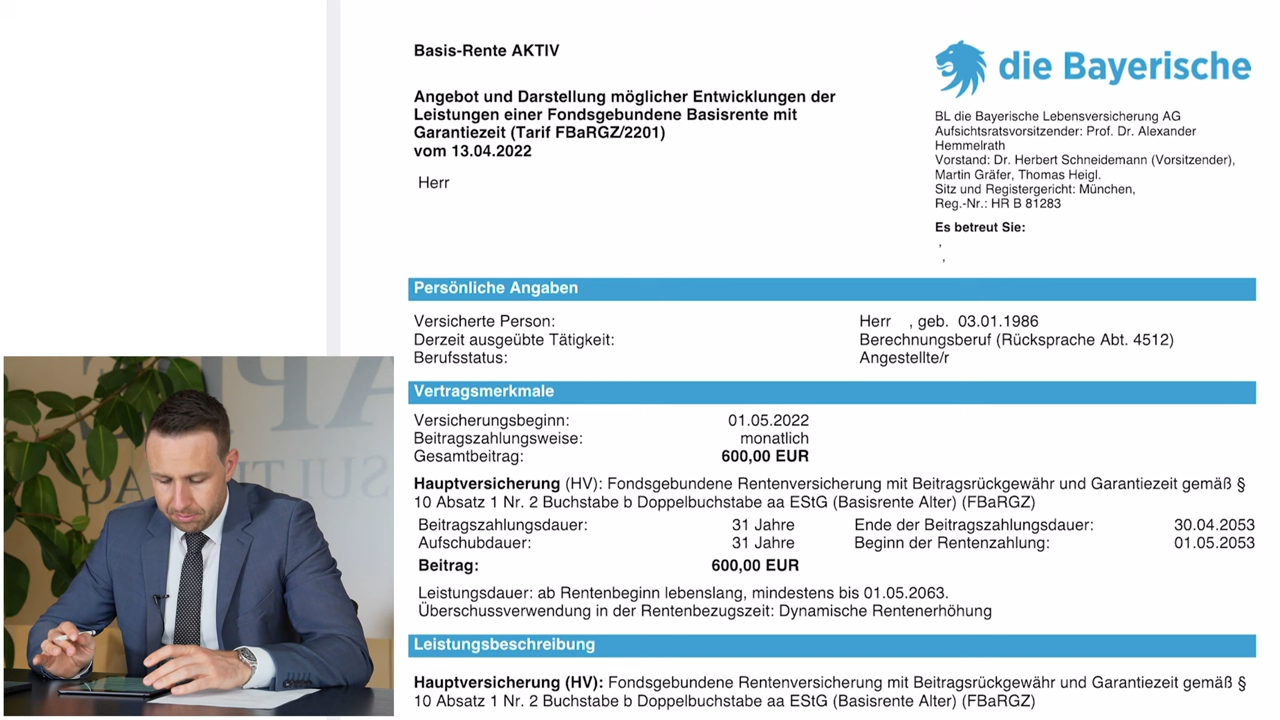 Basis-Rente AKTIV
die Bayerische
Angebot und Darstellung möglicher Entwicklungen der
Leistungen einer Fondsgebundene Basisrente mit
Garantiezeit (Tarif FBaRGZ/2201)
vom 13.04.2022
Herr
BL die Bayerische Lebensversicherung AG
Aufsichtsratsvorsitzender: Prof. Dr. Alexander
Hemmelrath
Vorstand: Dr. Herbert Schneidemann (Vorsitzender),
Martin Gräfer, Thomas Heigl.
Sitz und Registergericht: München,
Reg.-Nr.: HR B 81283
Es betreut Sie:
,
,
Persönliche Angaben
Versicherte Person: Herr , geb. 03.01.1986
Derzeit ausgeübte Tätigkeit: Berechnungsberuf (Rücksprache Abt. 4512)
Berufsstatus: Angestellte/r
Vertragsmerkmale
Versicherungsbeginn: 01.05.2022
Beitragszahlungsweise: monatlich
Gesamtbeitrag: 600,00 EUR
Hauptversicherung (HV): Fondsgebundene Rentenversicherung mit Beitragsrückgewähr und Garantiezeit gemäß §
10 Absatz 1 Nr. 2 Buchstabe b Doppelbuchstabe aa EStG (Basisrente Alter) (FBaRGZ)
Beitragszahlungsdauer: 31 Jahre Ende der Beitragszahlungsdauer: 30.04.2053
Aufschubdauer: 31 Jahre Beginn der Rentenzahlung: 01.05.2053
Beitrag: 600,00 EUR
Leistungsdauer: ab Rentenbeginn lebenslang, mindestens bis 01.05.2063.
Überschussverwendung in der Rentenbezugszeit: Dynamische Rentenerhöhung
Leistungsbeschreibung
Hauptversicherung (HV): Fondsgebundene Rentenversicherung mit Beitragsrückgewähr und Garantiezeit gemäß §
10 Absatz 1 Nr. 2 Buchstabe b Doppelbuchstabe aa EStG (Basisrente Alter) (FBaRGZ)